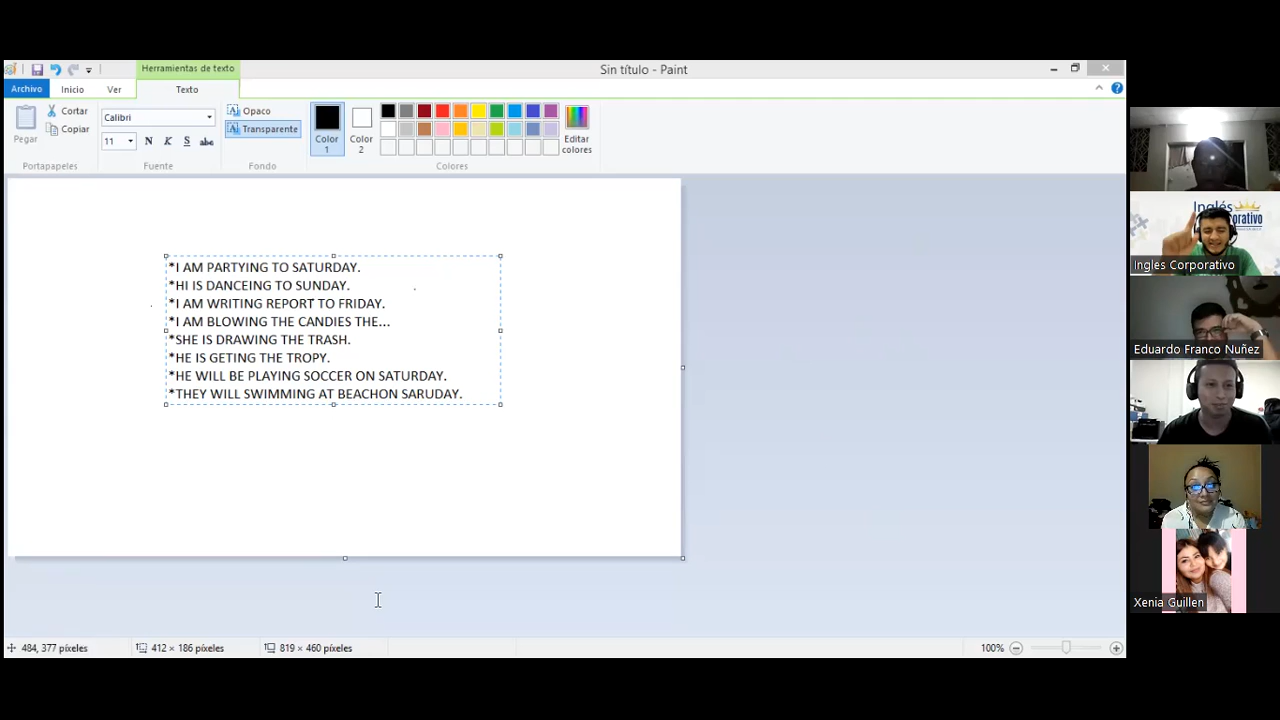 Herramientas de texto
Sin título - Paint
Archivo
Inicio
Ver
Texto
Pegar
Cortar
Copiar
Portapapeles
Calibri
11
N K S abc
Fuente
Opaco
Transparente
Fondo
Color 1
Color 2
Editar colores
Colores
*I AM PARTYING TO SATURDAY.
*HI IS DANCEING TO SUNDAY.
*I AM WRITING REPORT TO FRIDAY.
*I AM BLOWING THE CANDIES THE...
*SHE IS DRAWING THE TRASH.
*HE IS GETING THE TROPY.
*HE WILL BE PLAYING SOCCER ON SATURDAY.
*THEY WILL SWIMMING AT BEACHON SARUDAY.
484, 377 píxeles
412 × 186 píxeles
819 × 460 píxeles
100%
Inglés
Ingles Corporativo
Eduardo Franco Nuñez
Xenia Guillen